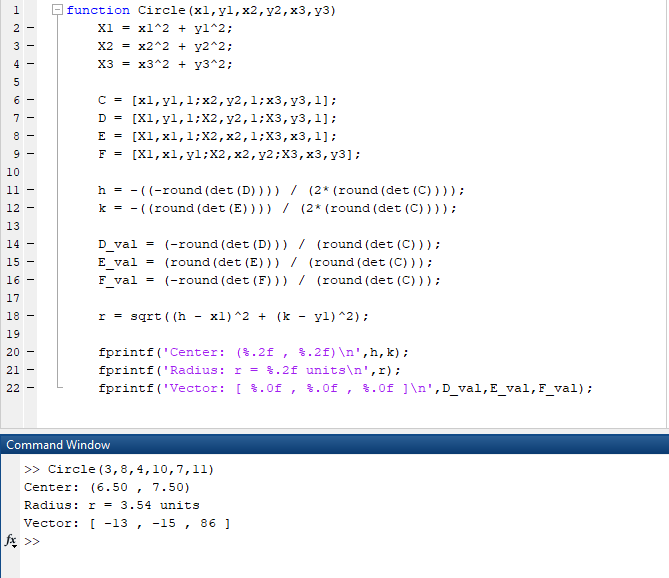 1 function Circle(x1,y1,x2,y2,x3,y3)
2 - X1 = x1^2 + y1^2;
3 - X2 = x2^2 + y2^2;
4 - X3 = x3^2 + y3^2;
5
6 - C = [x1,y1,1;x2,y2,1;x3,y3,1];
7 - D = [X1,y1,1;X2,y2,1;X3,y3,1];
8 - E = [X1,x1,1;X2,x2,1;X3,x3,1];
9 - F = [X1,x1,y1;X2,x2,y2;X3,x3,y3];
10
11 - h = -((-round(det(D)))) / (2*(round(det(C))));
12 - k = -((round(det(E)))) / (2*(round(det(C))));
13
14 - D_val = (-round(det(D))) / (round(det(C)));
15 - E_val = (round(det(E))) / (round(det(C)));
16 - F_val = (-round(det(F))) / (round(det(C)));
17
18 - r = sqrt((h - x1)^2 + (k - y1)^2);
19
20 - fprintf('Center: (%.2f , %.2f)\n',h,k);
21 - fprintf('Radius: r = %.2f units\n',r);
22 - fprintf('Vector: [ %.0f , %.0f , %.0f ]\n',D_val,E_val,F_val);
Command Window
>> Circle(3,8,4,10,7,11)
Center: (6.50 , 7.50)
Radius: r = 3.54 units
Vector: [ -13 , -15 , 86 ]
fx >>